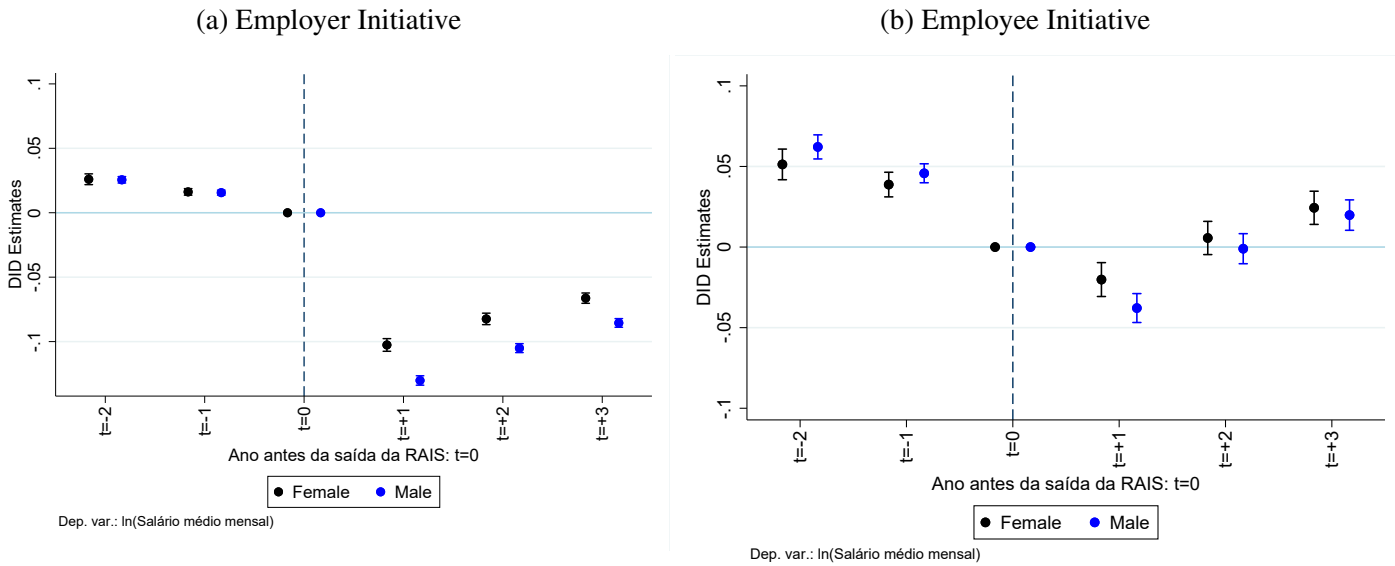 (a) Employer Initiative
.1
.05
0
-.05
-.1
DID Estimates
t=-2
t=-1
t=0
t=+1
t=+2
t=+3
Ano antes da saída da RAIS: t=0
Female Male
Dep. var.: ln(Salário médio mensal)
(b) Employee Initiative
.1
.05
0
-.05
-.1
DID Estimates
t=-2
t=-1
t=0
t=+1
t=+2
t=+3
Ano antes da saída da RAIS: t=0
Female Male
Dep. var.: ln(Salário médio mensal)